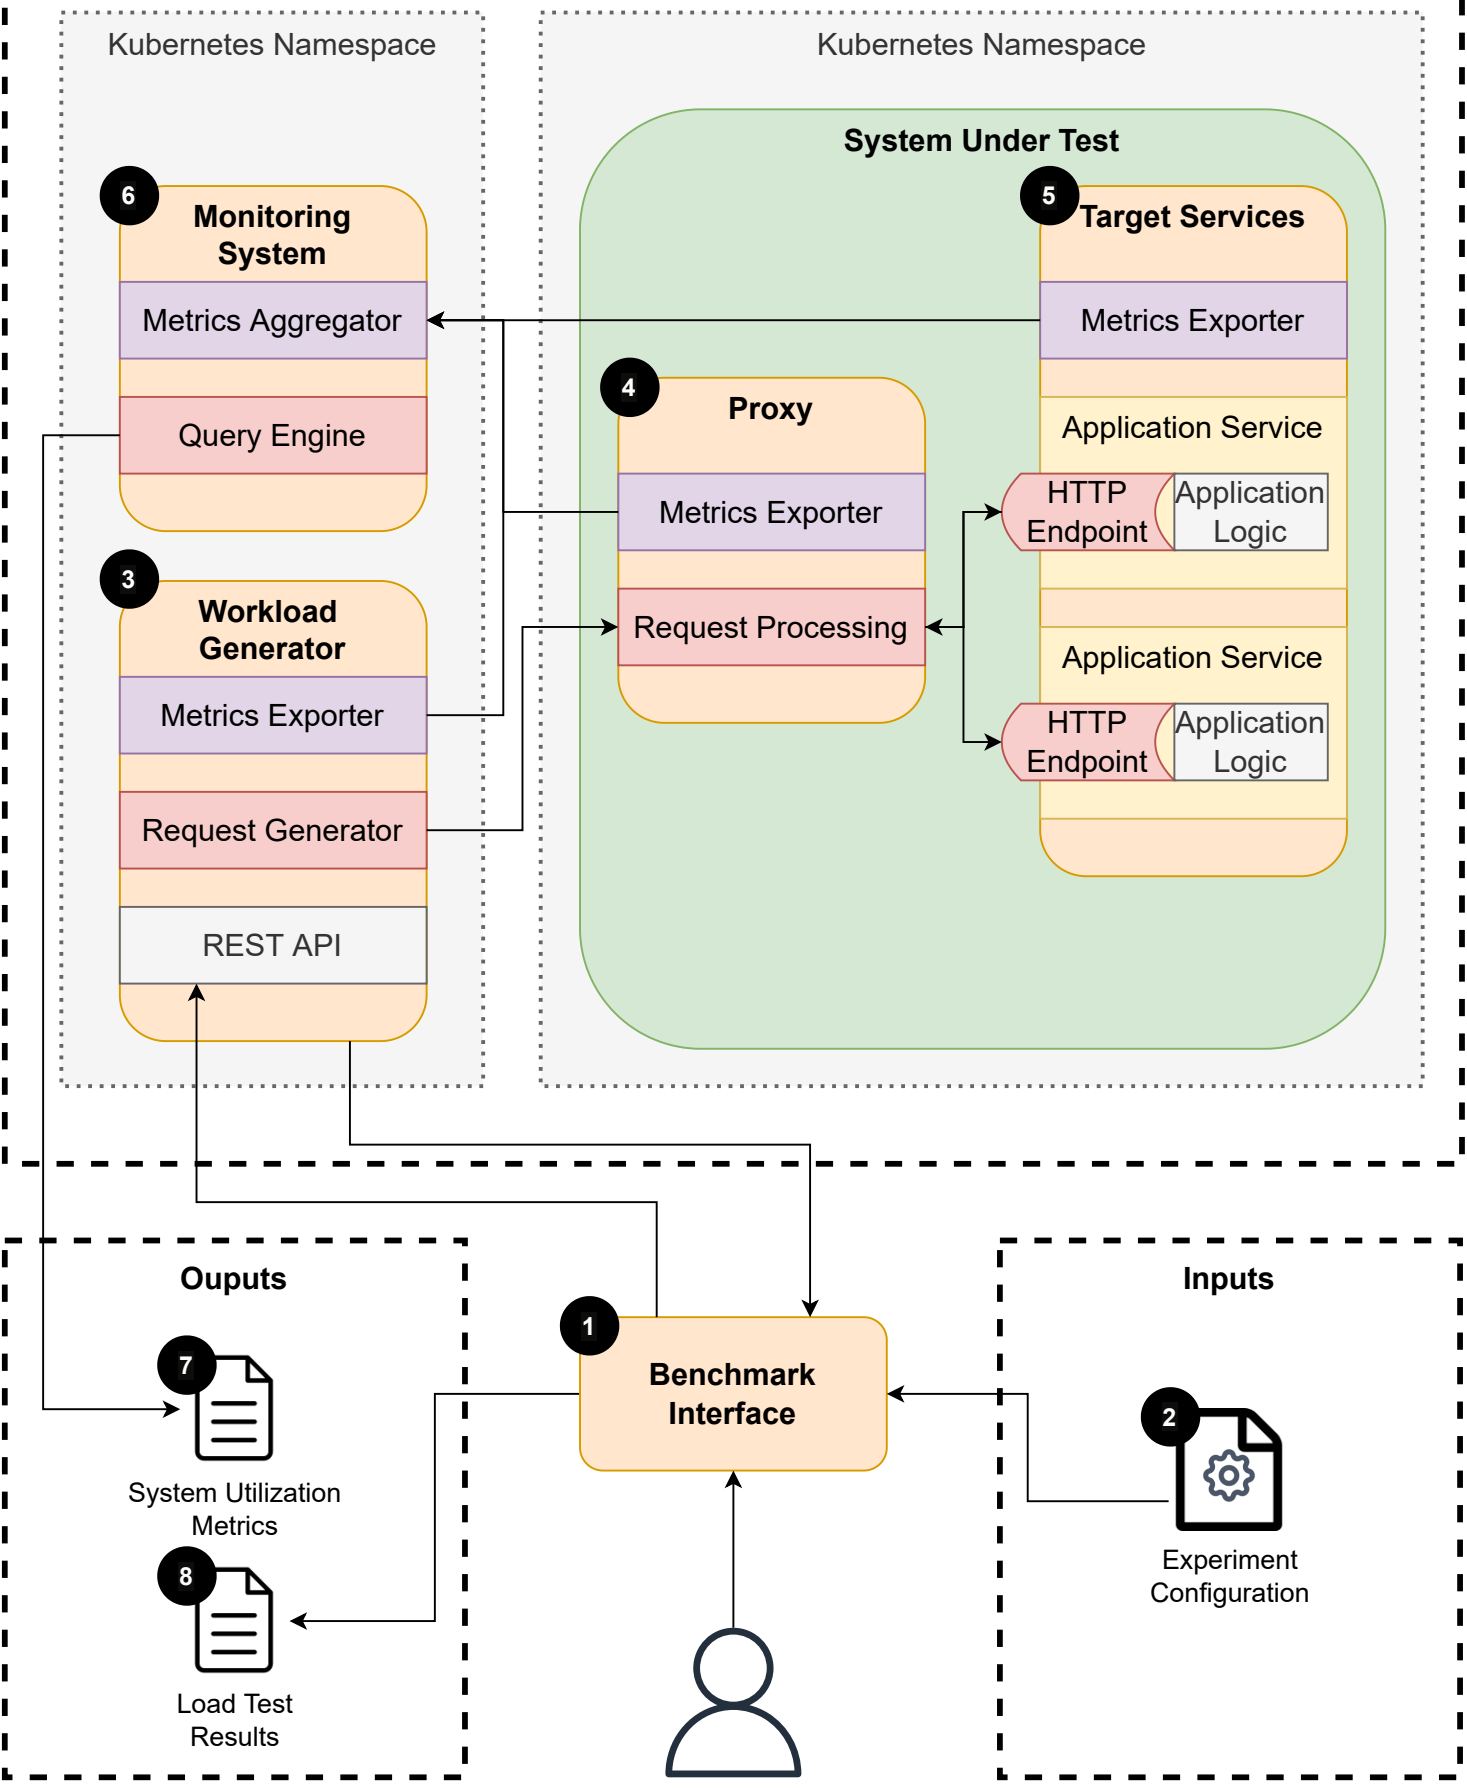 Kubernetes Namespace
Kubernetes Namespace
System Under Test
6
Monitoring
System
Metrics Aggregator
Query Engine
5
Target Services
Metrics Exporter
Application Service
HTTP
Endpoint
Application
Logic
Application Service
HTTP
Endpoint
Application
Logic
4
Proxy
Metrics Exporter
Request Processing
3
Workload
Generator
Metrics Exporter
Request Generator
REST API
Ouputs
7
System Utilization
Metrics
8
Load Test
Results
1
Benchmark
Interface
Inputs
2
Experiment
Configuration